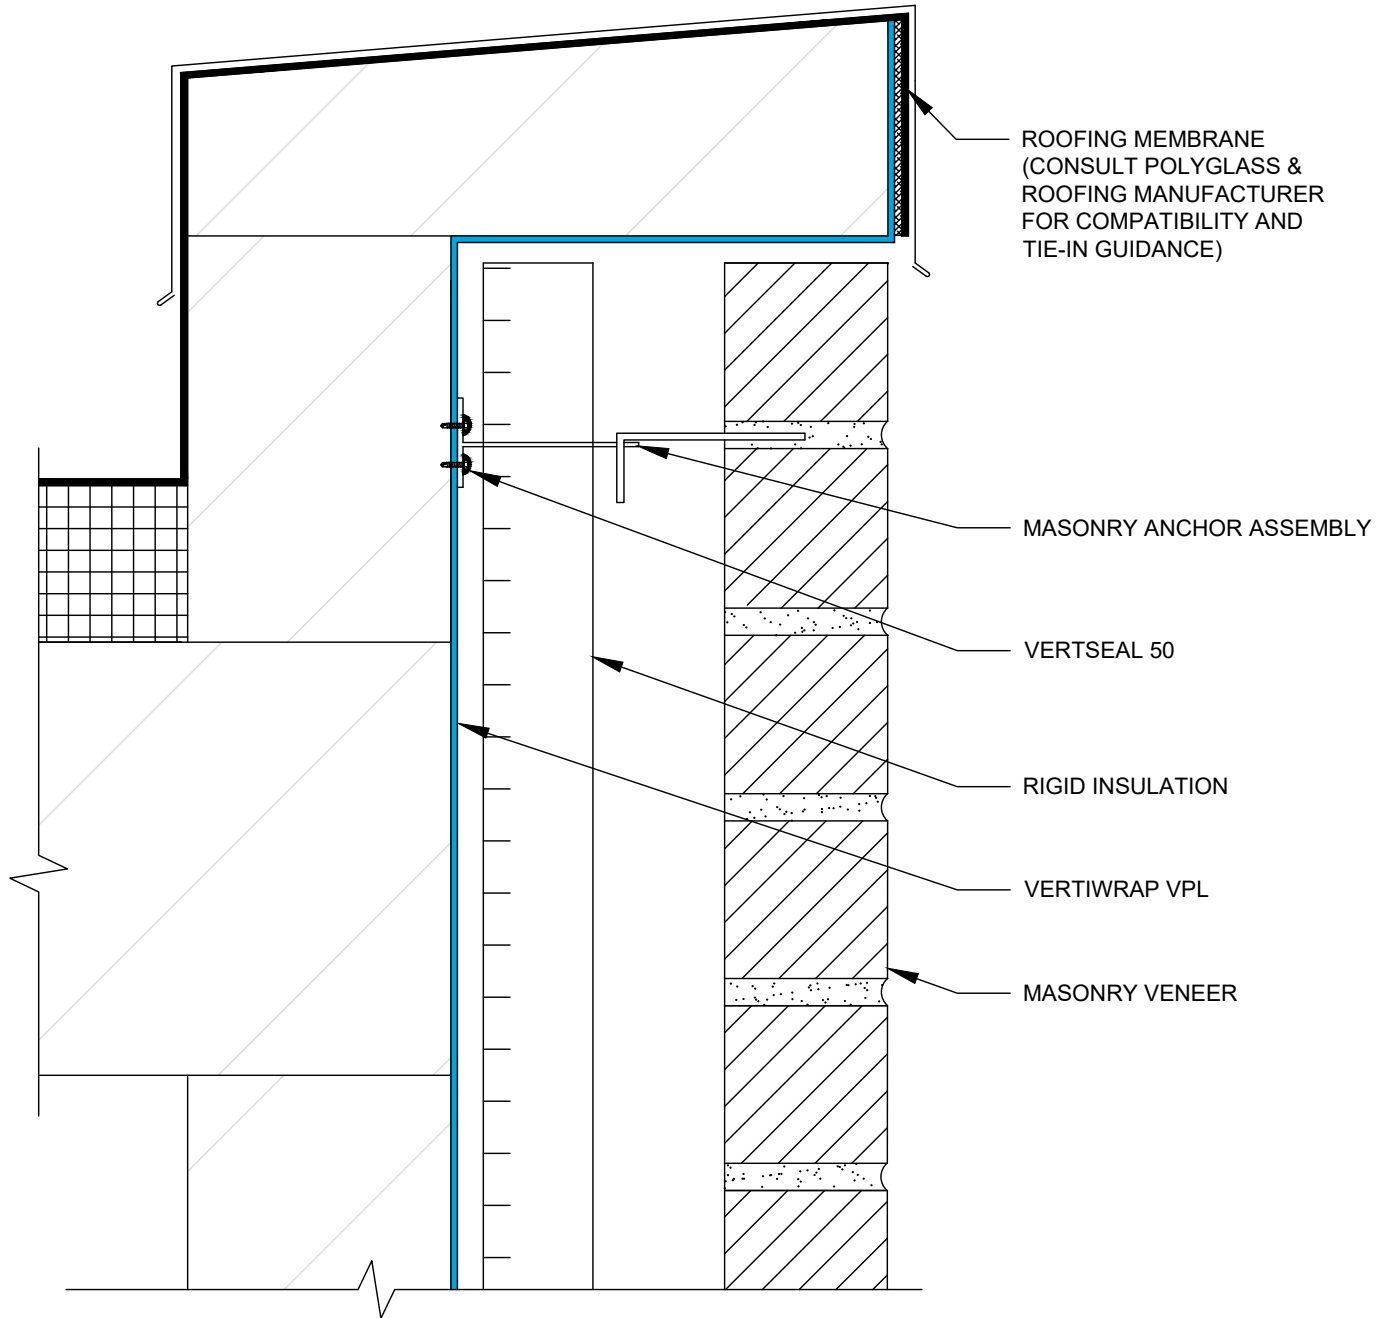 ROOFING MEMBRANE
(CONSULT POLYGLASS &
ROOFING MANUFACTURER
FOR COMPATIBILITY AND
TIE-IN GUIDANCE)
MASONRY ANCHOR ASSEMBLY
VERTSEAL 50
RIGID INSULATION
VERTIWRAP VPL
MASONRY VENEER